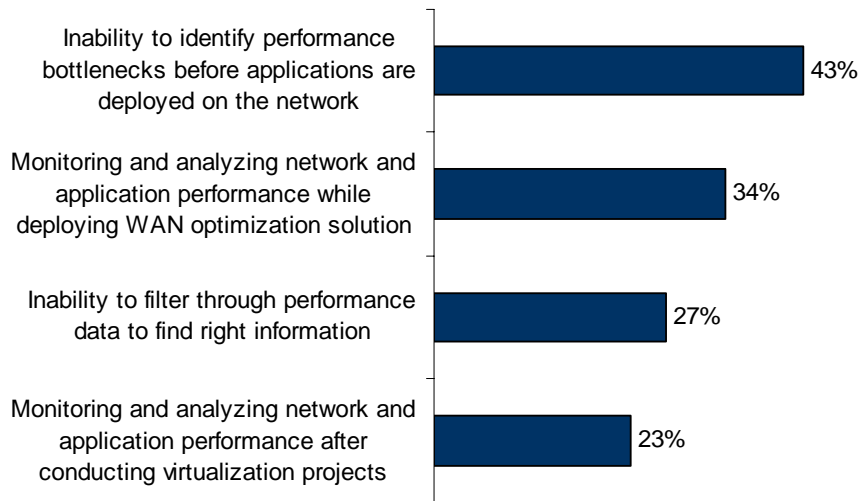 Inability to identify performance
bottlenecks before applications are
deployed on the network
43%
Monitoring and analyzing network and
application performance while
deploying WAN optimization solution
34%
Inability to filter through performance
data to find right information
27%
Monitoring and analyzing network and
application performance after
conducting virtualization projects
23%